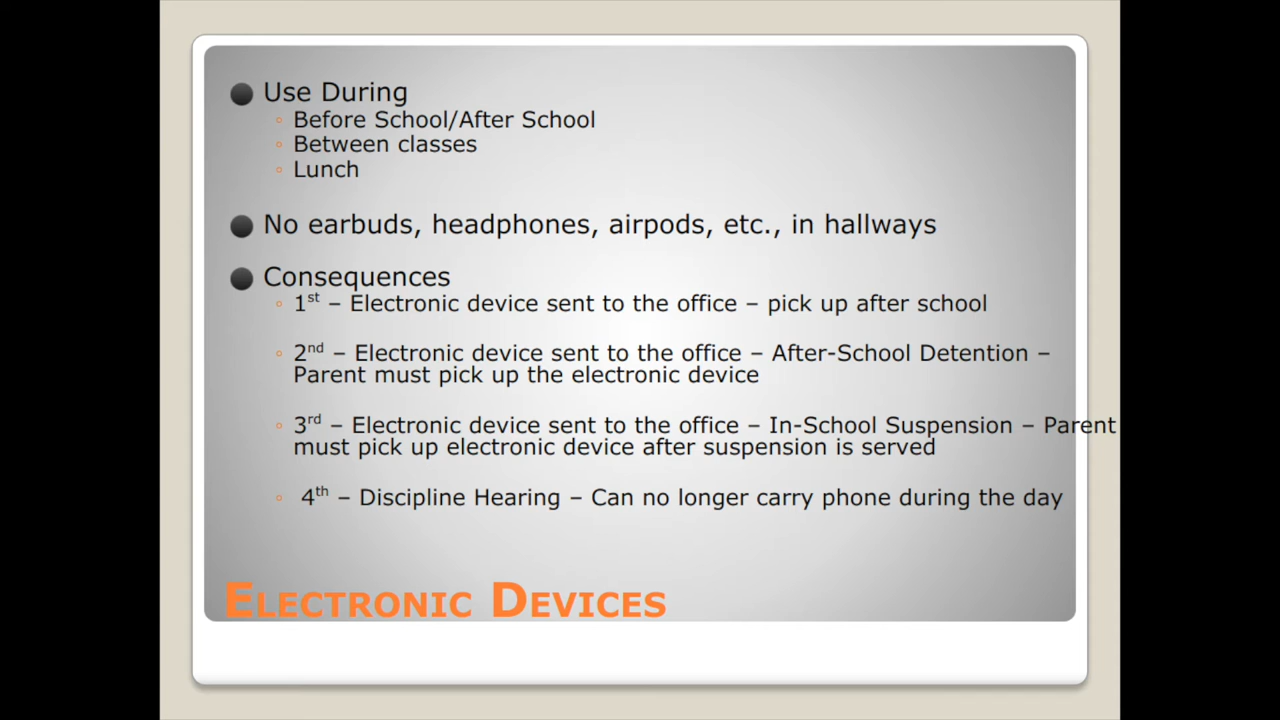 Use During
Before School/After School
Between classes
Lunch
No earbuds, headphones, airpods, etc., in hallways
Consequences
1st – Electronic device sent to the office – pick up after school
2nd – Electronic device sent to the office – After-School Detention –
Parent must pick up the electronic device
3rd – Electronic device sent to the office – In-School Suspension – Parent
must pick up electronic device after suspension is served
4th – Discipline Hearing – Can no longer carry phone during the day
ELECTRONIC DEVICES